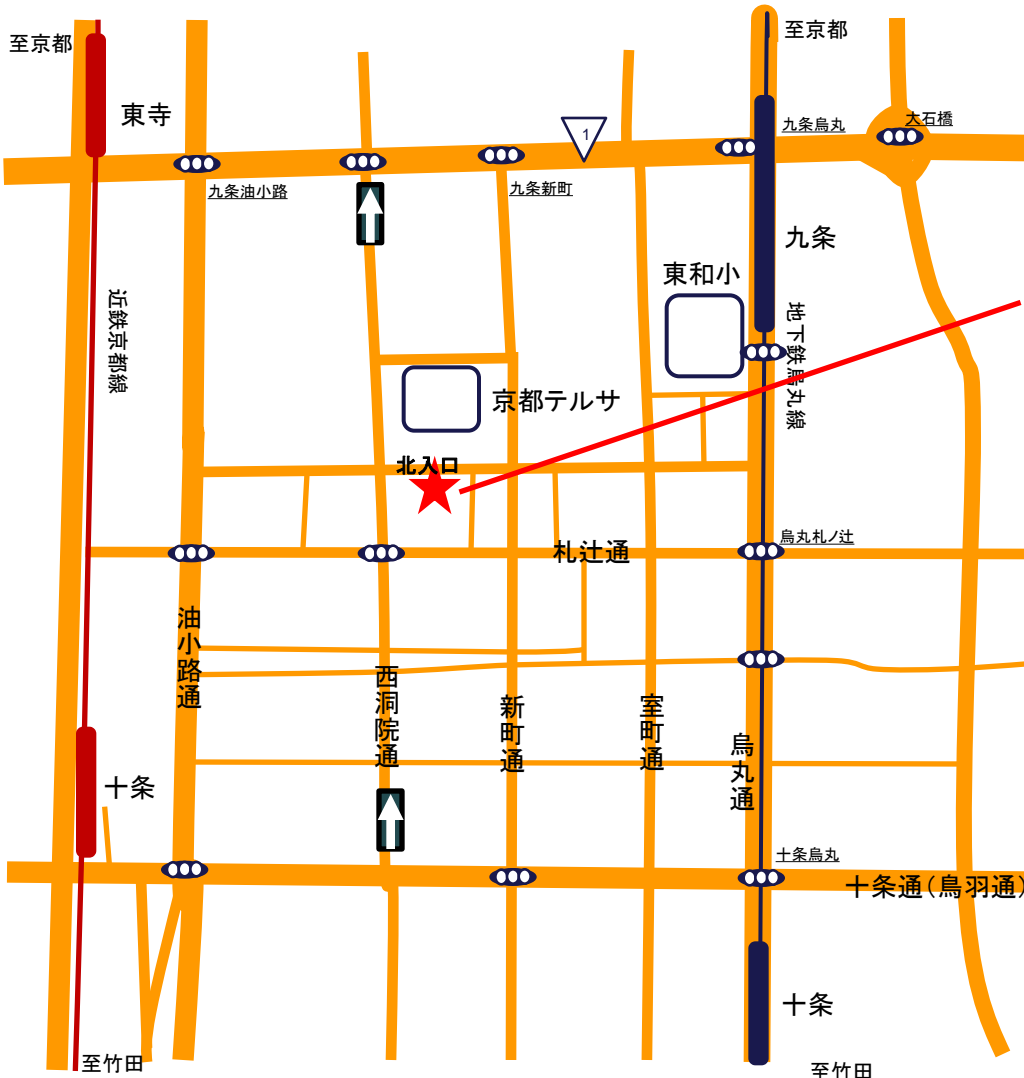 至京都
至京都
東寺
九条烏丸
大石橋
1
九条油小路
九条新町
九条
東和小
近鉄京都線
地下鉄烏丸線
京都テルサ
北入口
烏丸札ノ辻
札辻通
油小路通
西洞院通
新町通
室町通
烏丸通
十条
十条烏丸
十条通(鳥羽通)
十条
至竹田
至竹田